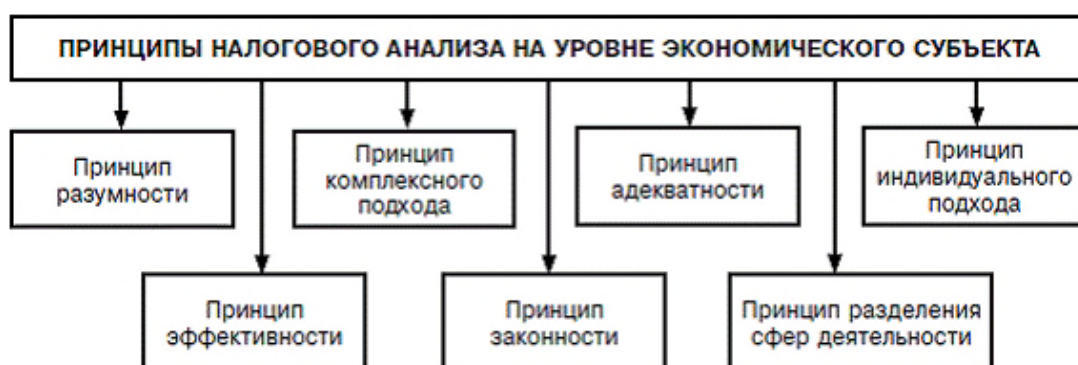 ПРИНЦИПЫ НАЛОГОВОГО АНАЛИЗА НА УРОВНЕ ЭКОНОМИЧЕСКОГО СУБЪЕКТА
Принцип
разумности
Принцип
комплексного
подхода
Принцип
адекватности
Принцип
индивидуального
подхода
Принцип
эффективности
Принцип
законности
Принцип разделения
сфер деятельности